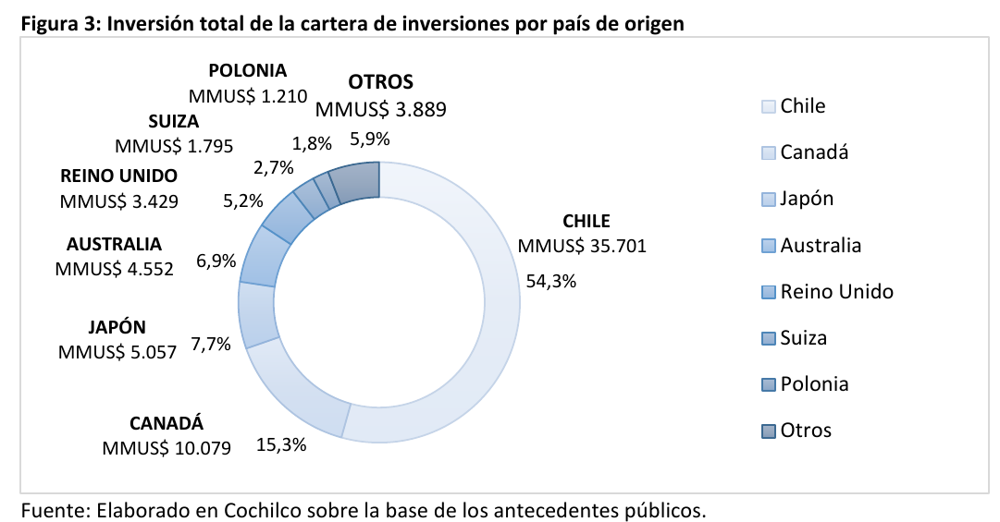 Figura 3: Inversión total de la cartera de inversiones por país de origen
POLONIA
MMUS$ 1.210
OTROS
MMUS$ 3.889
SUIZA
MMUS$ 1.795
1,8%
5,9%
2,7%
REINO UNIDO
MMUS$ 3.429
5,2%
AUSTRALIA
MMUS$ 4.552
6,9%
JAPÓN
MMUS$ 5.057
7,7%
CANADÁ
MMUS$ 10.079
15,3%
CHILE
MMUS$ 35.701
54,3%
Chile
Canadá
Japón
Australia
Reino Unido
Suiza
Polonia
Otros
Fuente: Elaborado en Cochilco sobre la base de los antecedentes públicos.